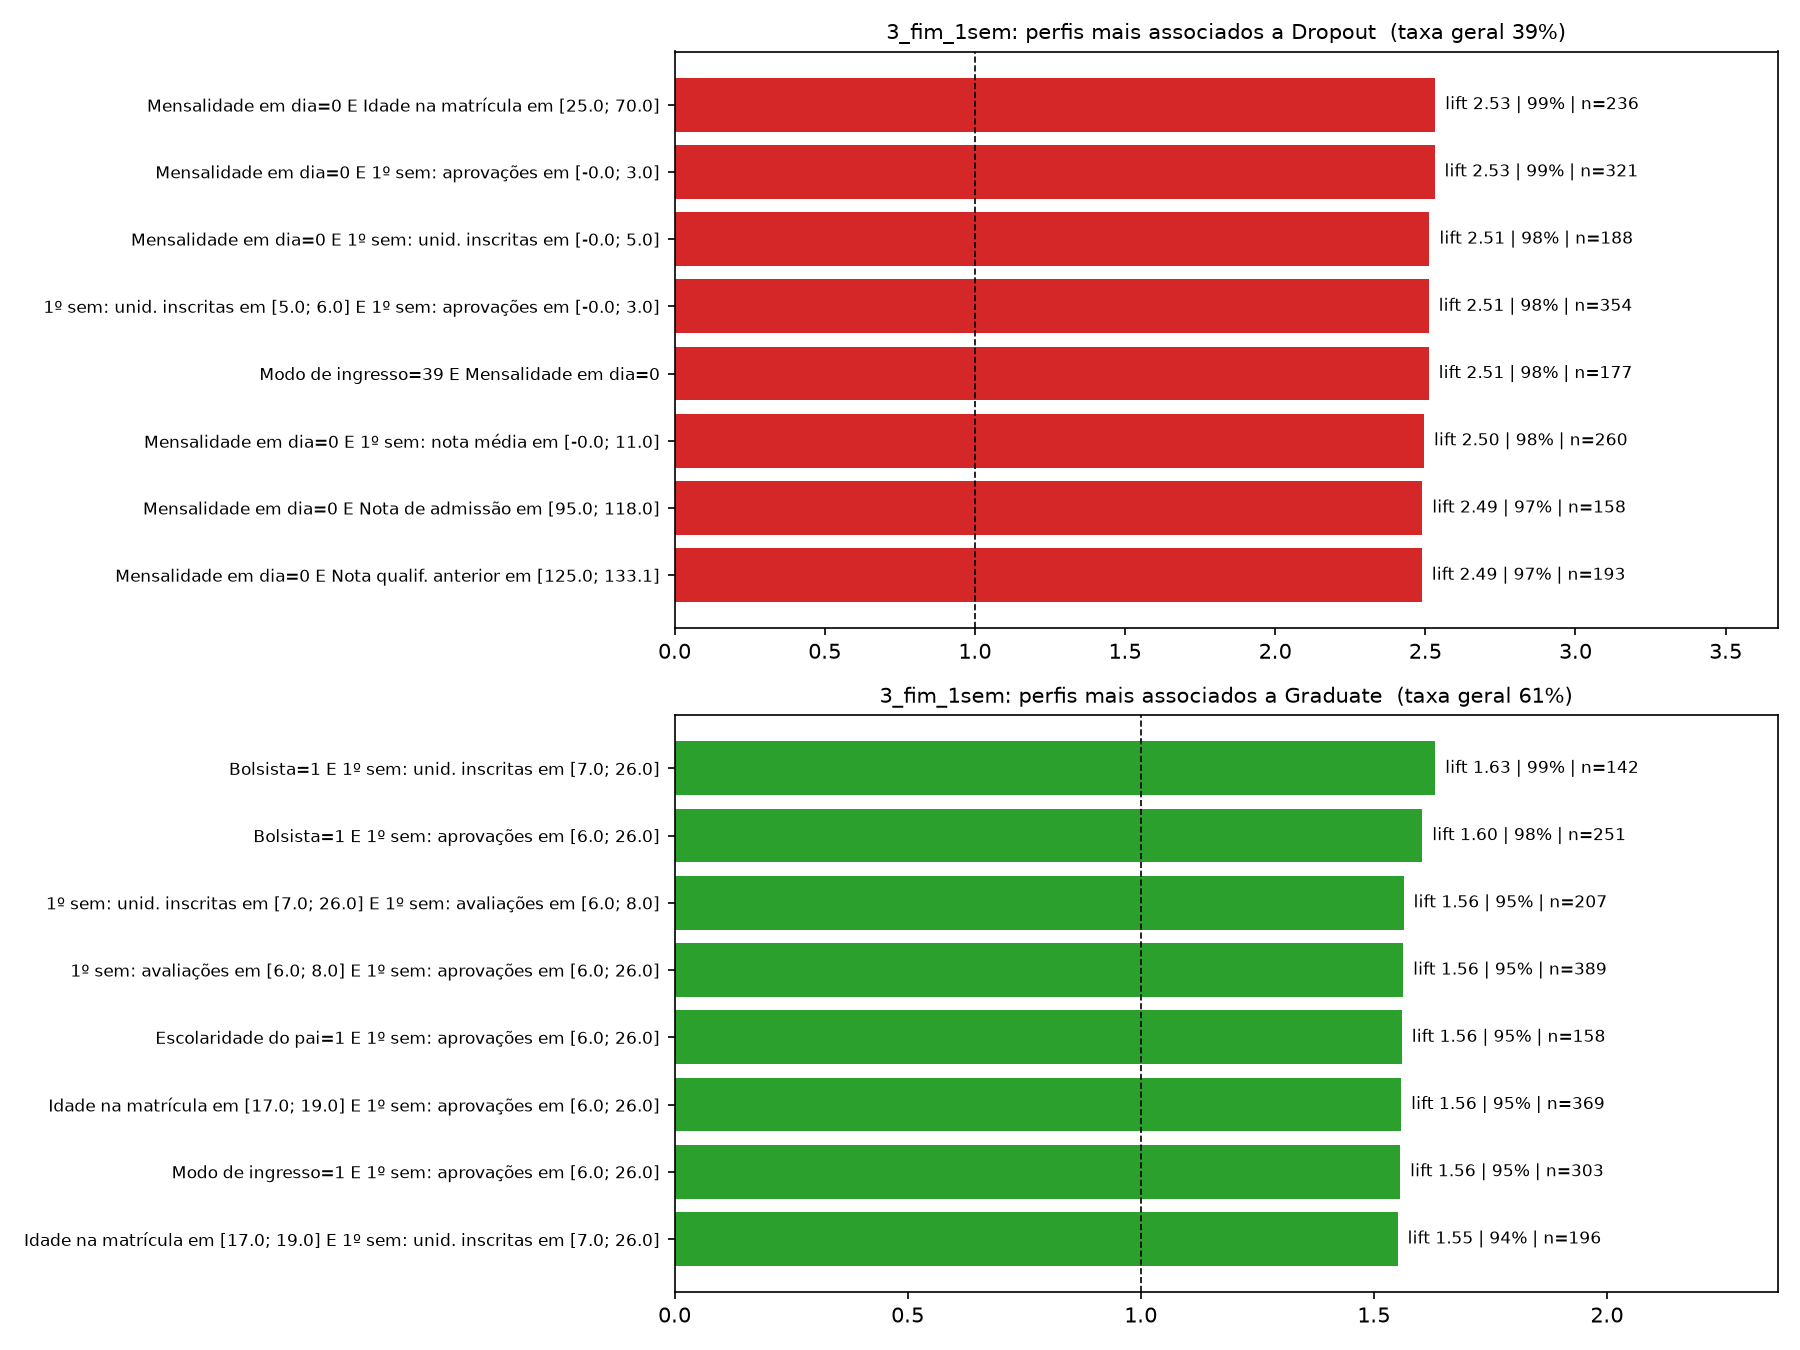 3_fim_1sem: perfis mais associados a Dropout  (taxa geral 39%)
Mensalidade em dia=0 E Idade na matrícula em [25.0; 70.0]
lift 2.53 | 99% | n=236
Mensalidade em dia=0 E 1º sem: aprovações em [-0.0; 3.0]
lift 2.53 | 99% | n=321
Mensalidade em dia=0 E 1º sem: unid. inscritas em [-0.0; 5.0]
lift 2.51 | 98% | n=188
1º sem: unid. inscritas em [5.0; 6.0] E 1º sem: aprovações em [-0.0; 3.0]
lift 2.51 | 98% | n=354
Modo de ingresso=39 E Mensalidade em dia=0
lift 2.51 | 98% | n=177
Mensalidade em dia=0 E 1º sem: nota média em [-0.0; 11.0]
lift 2.50 | 98% | n=260
Mensalidade em dia=0 E Nota de admissão em [95.0; 118.0]
lift 2.49 | 97% | n=158
Mensalidade em dia=0 E Nota qualif. anterior em [125.0; 133.1]
lift 2.49 | 97% | n=193
0.0 0.5 1.0 1.5 2.0 2.5 3.0 3.5
3_fim_1sem: perfis mais associados a Graduate  (taxa geral 61%)
Bolsista=1 E 1º sem: unid. inscritas em [7.0; 26.0]
lift 1.63 | 99% | n=142
Bolsista=1 E 1º sem: aprovações em [6.0; 26.0]
lift 1.60 | 98% | n=251
1º sem: unid. inscritas em [7.0; 26.0] E 1º sem: avaliações em [6.0; 8.0]
lift 1.56 | 95% | n=207
1º sem: avaliações em [6.0; 8.0] E 1º sem: aprovações em [6.0; 26.0]
lift 1.56 | 95% | n=389
Escolaridade do pai=1 E 1º sem: aprovações em [6.0; 26.0]
lift 1.56 | 95% | n=158
Idade na matrícula em [17.0; 19.0] E 1º sem: aprovações em [6.0; 26.0]
lift 1.56 | 95% | n=369
Modo de ingresso=1 E 1º sem: aprovações em [6.0; 26.0]
lift 1.56 | 95% | n=303
Idade na matrícula em [17.0; 19.0] E 1º sem: unid. inscritas em [7.0; 26.0]
lift 1.55 | 94% | n=196
0.0 0.5 1.0 1.5 2.0